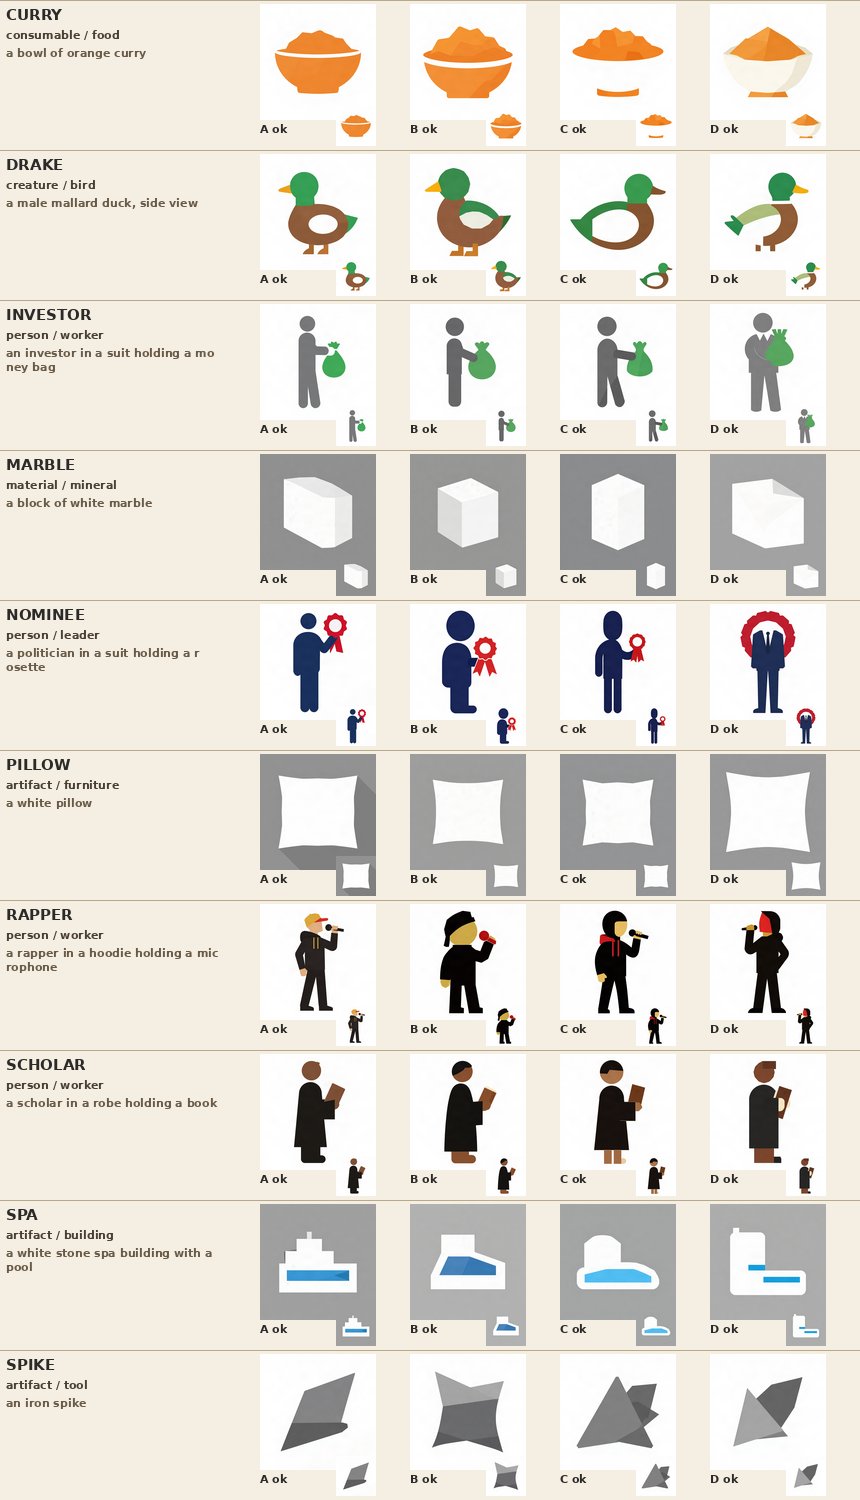 CURRY
consumable / food
a bowl of orange curry
A ok
B ok
C ok
D ok
DRAKE
creature / bird
a male mallard duck, side view
A ok
B ok
C ok
D ok
INVESTOR
person / worker
an investor in a suit holding a mo
ney bag
A ok
B ok
C ok
D ok
MARBLE
material / mineral
a block of white marble
A ok
B ok
C ok
D ok
NOMINEE
person / leader
a politician in a suit holding a r
osette
A ok
B ok
C ok
D ok
PILLOW
artifact / furniture
a white pillow
A ok
B ok
C ok
D ok
RAPPER
person / worker
a rapper in a hoodie holding a mic
rophone
A ok
B ok
C ok
D ok
SCHOLAR
person / worker
a scholar in a robe holding a book
A ok
B ok
C ok
D ok
SPA
artifact / building
a white stone spa building with a
pool
A ok
B ok
C ok
D ok
SPIKE
artifact / tool
an iron spike
A ok
B ok
C ok
D ok